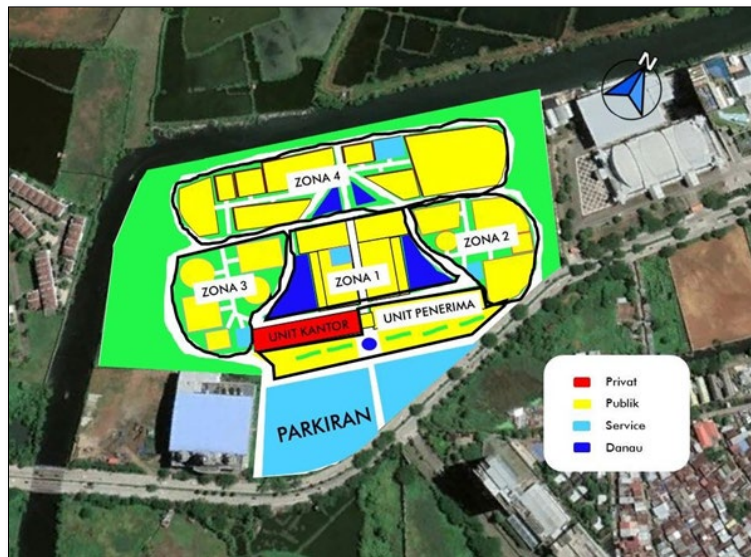 N
ZONA 4
ZONA 2
ZONA 3
ZONA 1
UNIT PENERIMA
UNIT KANTOR
PARKIRAN
Privat
Publik
Service
Danau